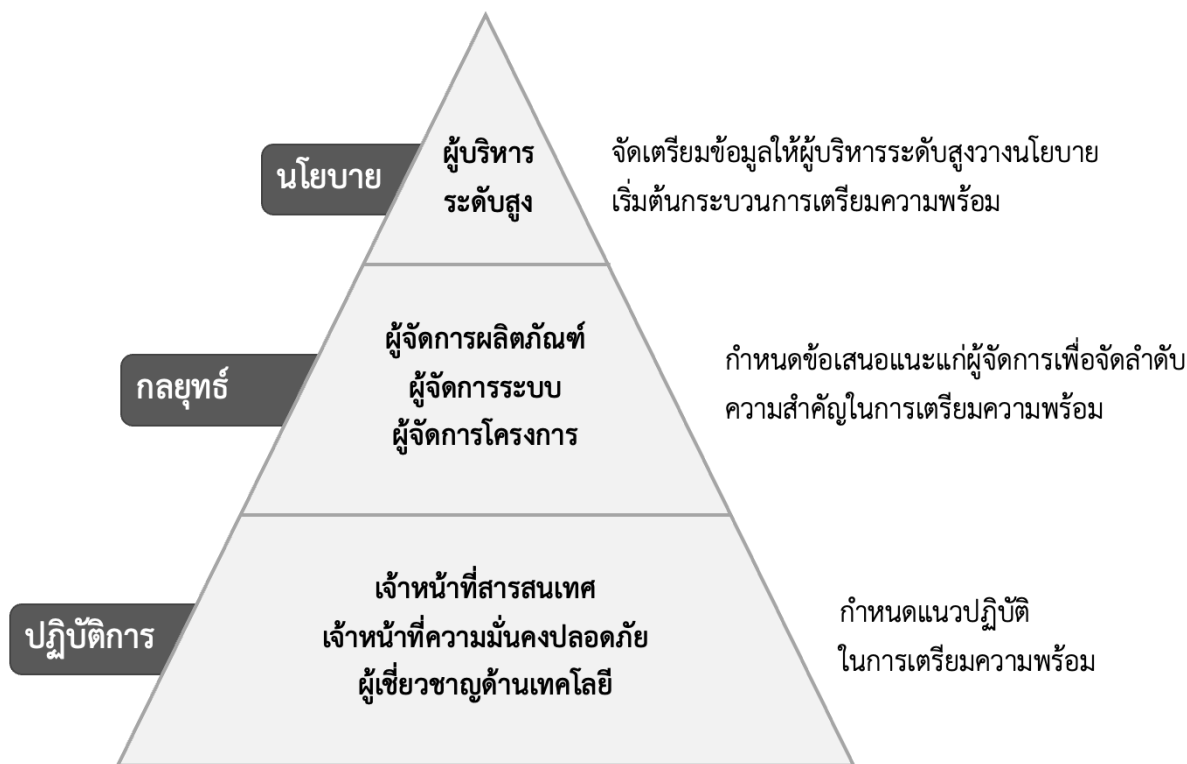 นโยบาย
ผู้บริหาร
ระดับสูง
จัดเตรียมข้อมูลให้ผู้บริหารระดับสูงวางนโยบาย
เริ่มต้นกระบวนการเตรียมความพร้อม
กลยุทธ์
ผู้จัดการผลิตภัณฑ์
ผู้จัดการระบบ
ผู้จัดการโครงการ
กำหนดข้อเสนอแนะแก่ผู้จัดการเพื่อจัดลำดับ
ความสำคัญในการเตรียมความพร้อม
ปฏิบัติการ
เจ้าหน้าที่สารสนเทศ
เจ้าหน้าที่ความมั่นคงปลอดภัย
ผู้เชี่ยวชาญด้านเทคโลยี
กำหนดแนวปฏิบัติ
ในการเตรียมความพร้อม